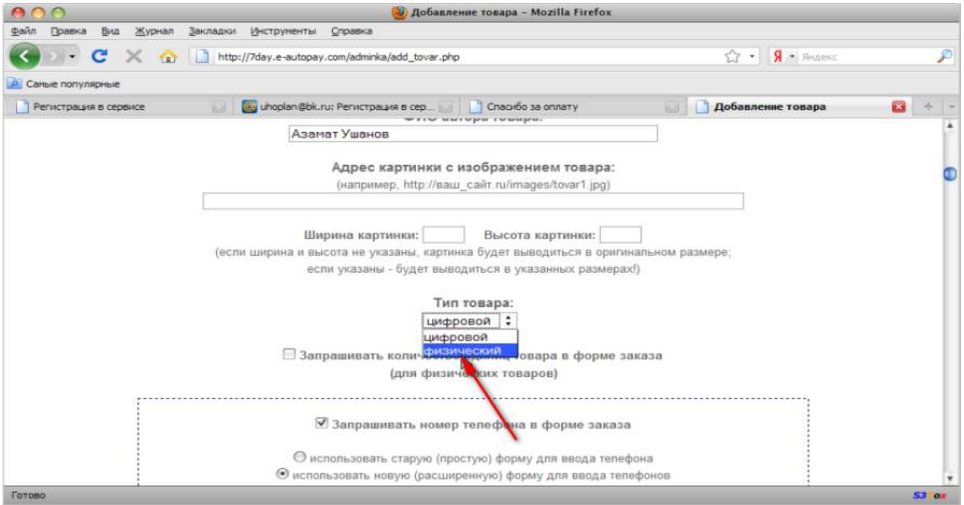 Добавление товара – Mozilla Firefox
Файл Правка Вид Журнал Закладки Инструменты Справка
http://7day.e-autopay.com/adminka/add_tovar.php
Я Яндекс
Самые популярные
Регистрация в сервисе uhoplan@bk.ru: Регистрация в сер... Спасибо за оплату Добавление товара
ФИО автора товара:
Азамат Ушанов
Адрес картинки с изображением товара:
(например, http://ваш_сайт.ru/images/tovar1.jpg)
Ширина картинки: Высота картинки:
(если ширина и высота не указаны, картинка будет выводиться в оригинальном размере;
если указаны - будет выводиться в указанных размерах!)
Тип товара:
цифровой
цифровой
физический
Запрашивать товара в форме заказа
(для физических товаров)
Запрашивать номер телефона в форме заказа
использовать старую (простую) форму для ввода телефона
использовать новую (расширенную) форму для ввода телефонов
Готово